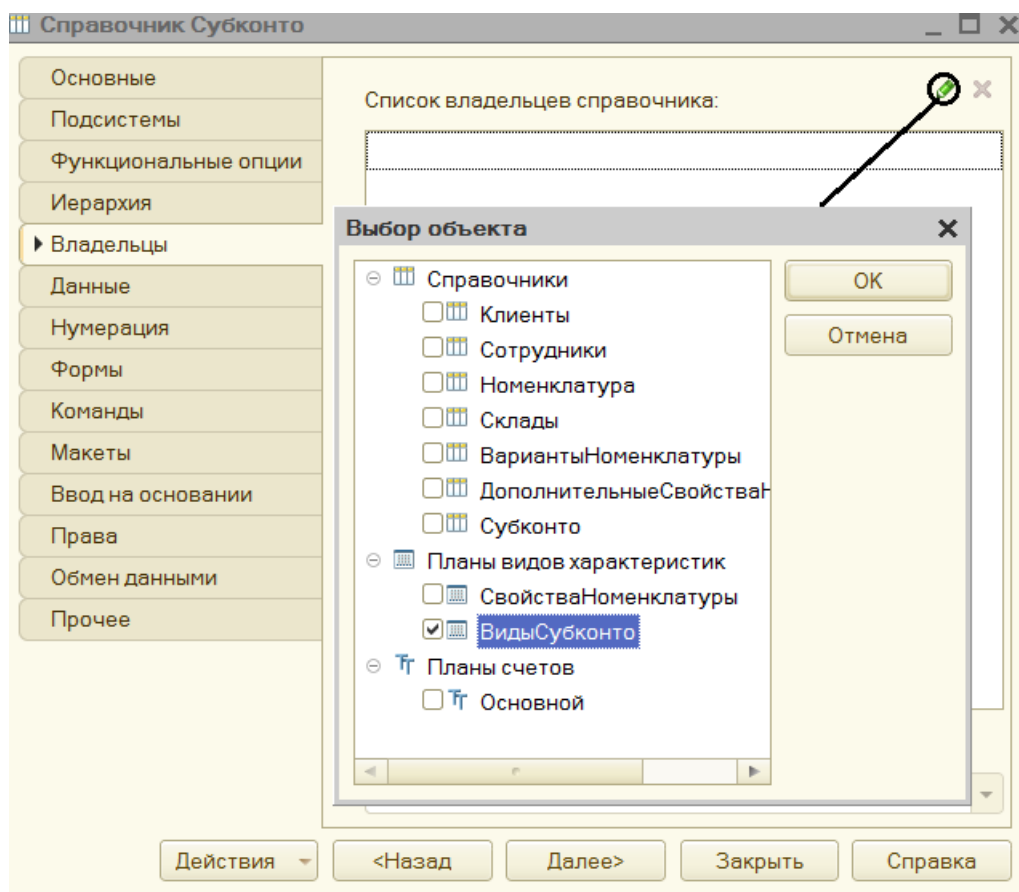 Справочник Субконто
Основные
Подсистемы
Функциональные опции
Иерархия
Владельцы
Данные
Нумерация
Формы
Команды
Макеты
Ввод на основании
Права
Обмен данными
Прочее
Список владельцев справочника:
Выбор объекта
Справочники
Клиенты
Сотрудники
Номенклатура
Склады
ВариантыНоменклатуры
ДополнительныеСвойстваН
Субконто
Планы видов характеристик
СвойстваНоменклатуры
ВидыСубконто
Планы счетов
Основной
ОК
Отмена
Действия
<Назад
Далее>
Закрыть
Справка